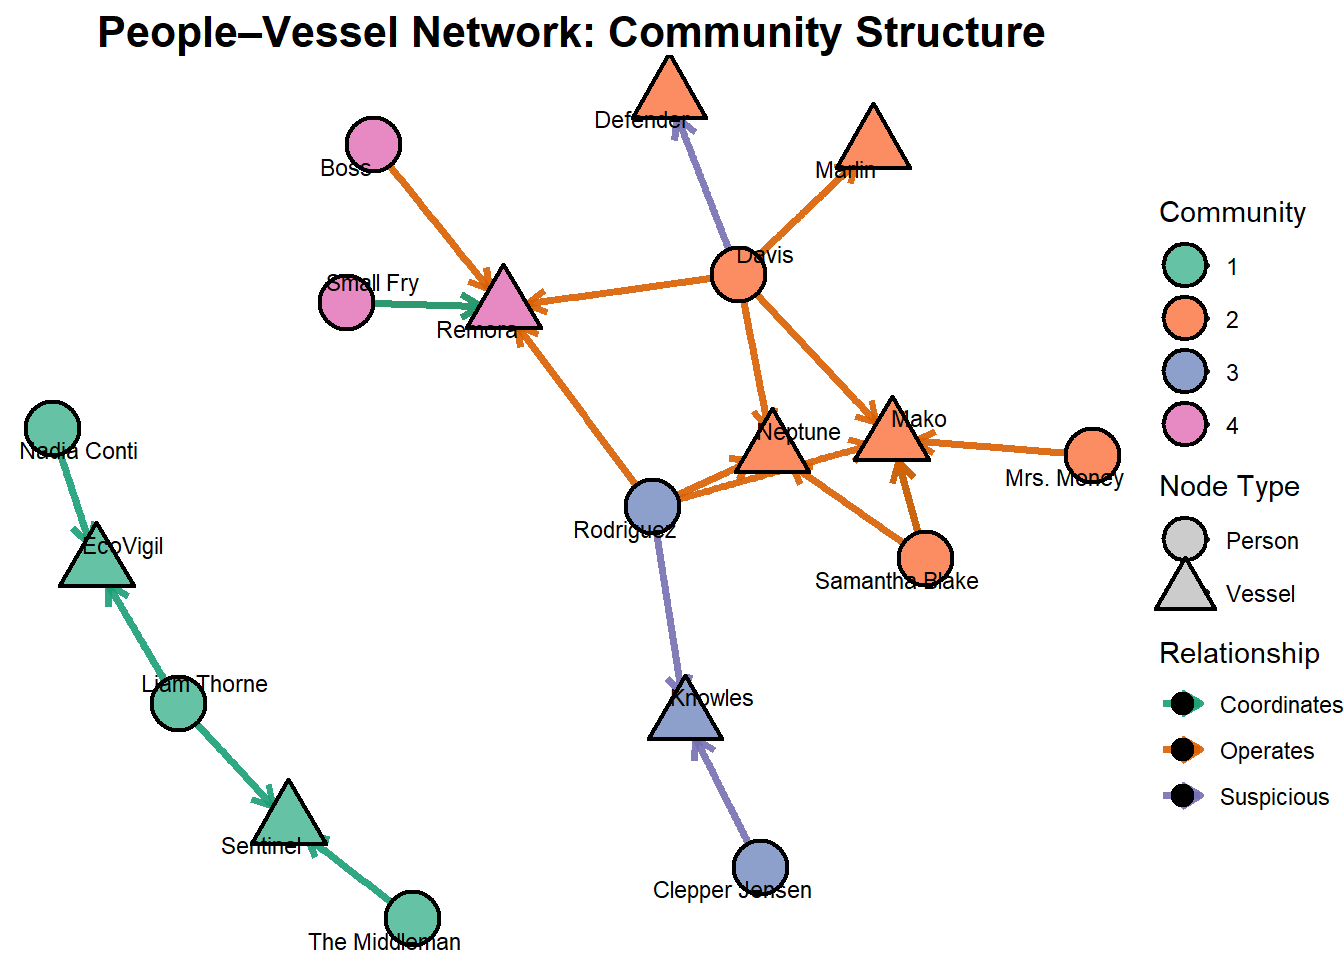 People–Vessel Network: Community Structure
Defender
Marlin
Boss
Davis
Small Fry
Remora
Nadia Conti
Neptune
Mako
Mrs. Money
Rodriguez
EcoVigil
Samantha Blake
Liam Thorne
Knowles
Sentinel
Clepper Jensen
The Middleman
Community
1
2
3
4
Node Type
Person
Vessel
Relationship
Coordinates
Operates
Suspicious